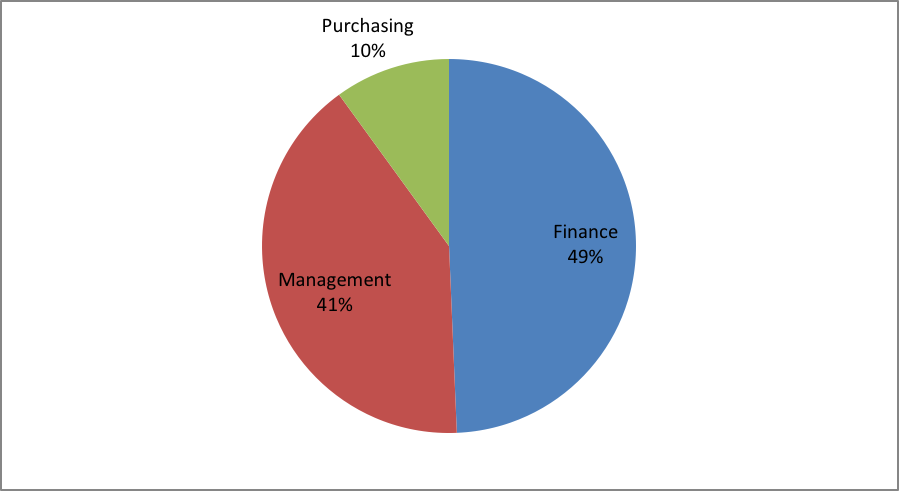 Purchasing
10%
Finance
49%
Management
41%